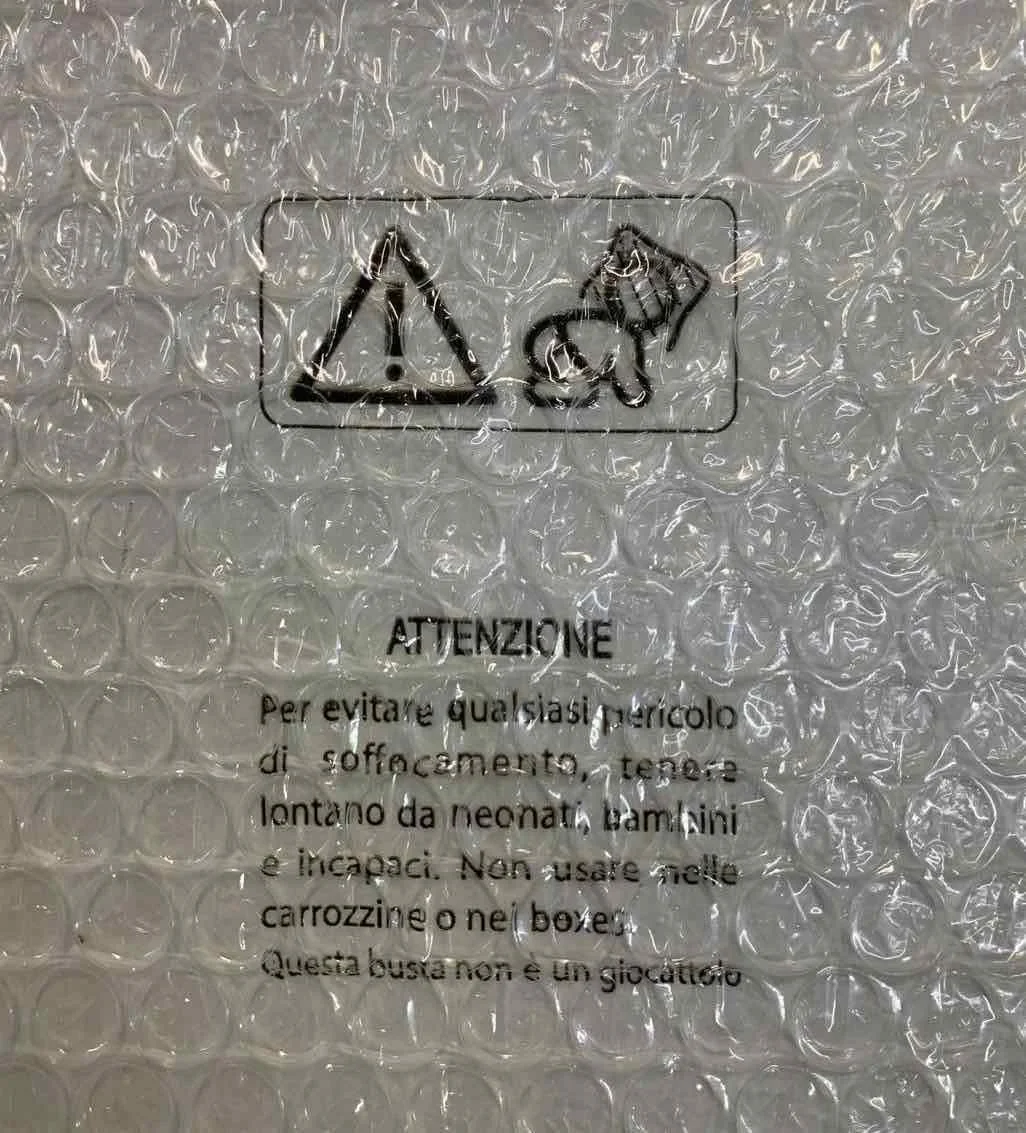 ATTENZIONE
Per evitare qualsiasi pericolo
di soffocamento, tenere
lontano da neonati, bambini
e incapaci. Non usare nelle
carrozzine o nei boxes.
Questa busta non è un giocattolo